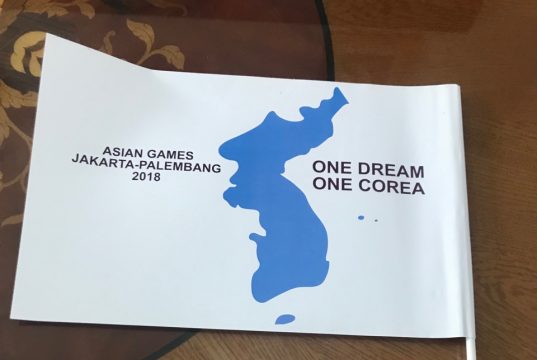 ASIAN GAMES
JAKARTA-PALEMBANG
2018
ONE DREAM
ONE COREA